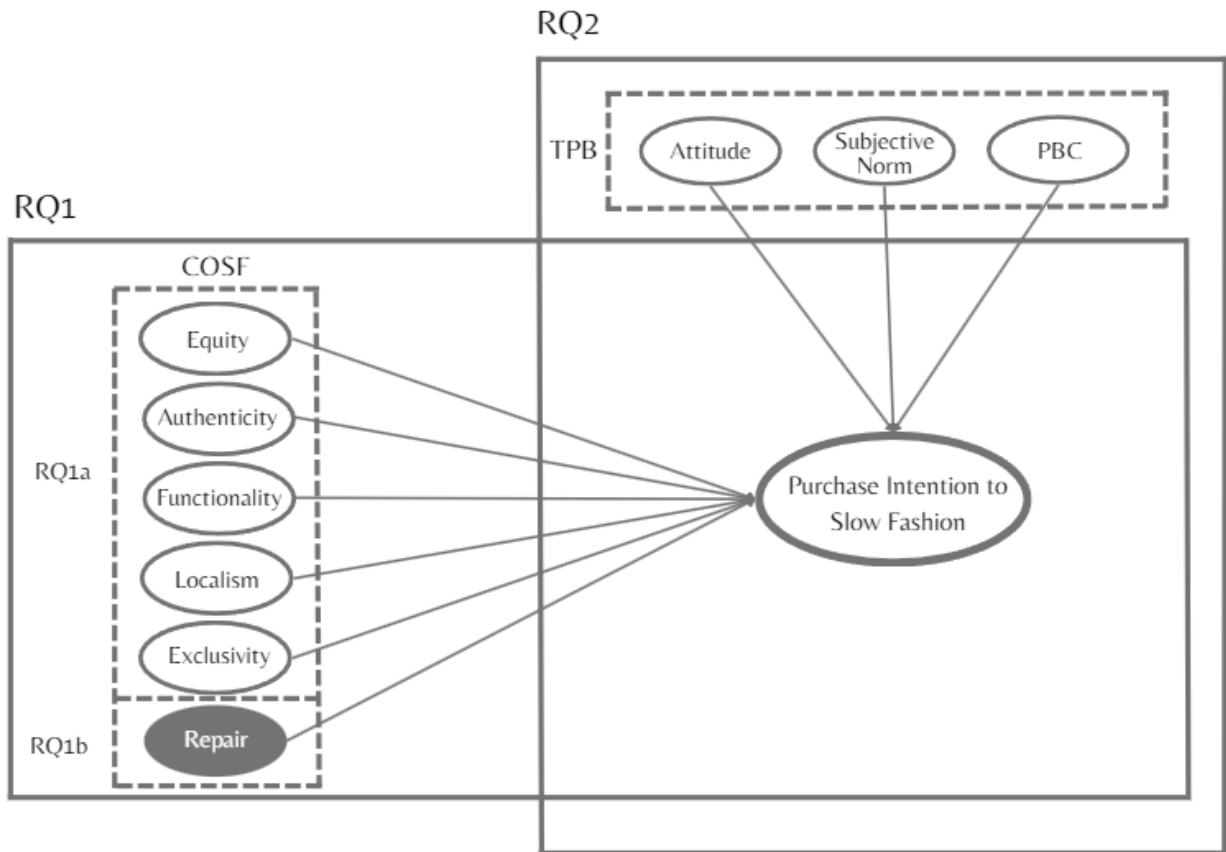 RQ2
TPB
Attitude
Subjective
Norm
PBC
RQ1
COSF
Equity
Authenticity
RQ1a
Functionality
Localism
Exclusivity
RQ1b
Repair
Purchase Intention to
Slow Fashion